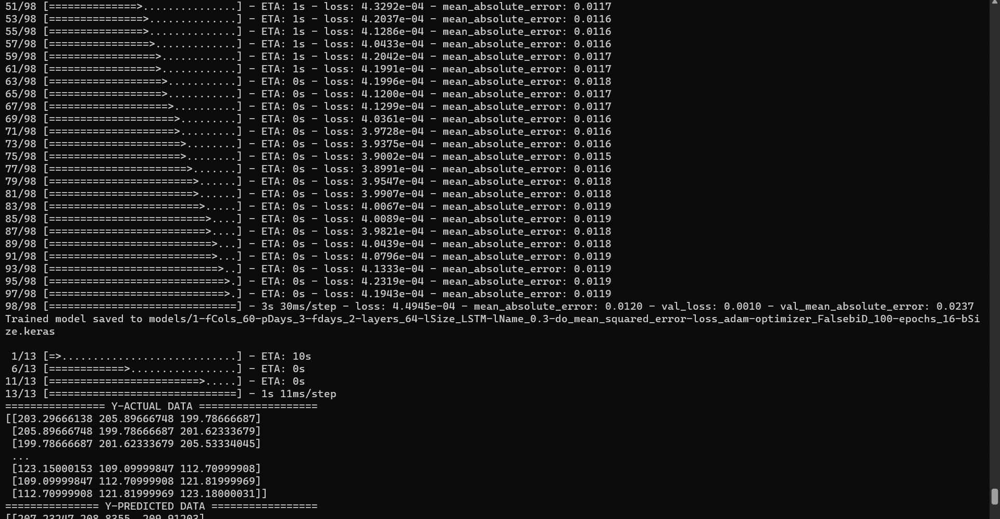 51/98 [==============>...............] - ETA: 1s - loss: 4.3292e-04 - mean_absolute_error: 0.0117
53/98 [===============>..............] - ETA: 1s - loss: 4.2037e-04 - mean_absolute_error: 0.0116
55/98 [===============>..............] - ETA: 1s - loss: 4.1286e-04 - mean_absolute_error: 0.0116
57/98 [================>.............] - ETA: 1s - loss: 4.0433e-04 - mean_absolute_error: 0.0116
59/98 [=================>............] - ETA: 1s - loss: 4.2042e-04 - mean_absolute_error: 0.0117
61/98 [=================>............] - ETA: 1s - loss: 4.1991e-04 - mean_absolute_error: 0.0117
63/98 [==================>...........] - ETA: 0s - loss: 4.1996e-04 - mean_absolute_error: 0.0118
65/98 [==================>...........] - ETA: 0s - loss: 4.1200e-04 - mean_absolute_error: 0.0117
67/98 [===================>..........] - ETA: 0s - loss: 4.1299e-04 - mean_absolute_error: 0.0117
69/98 [====================>.........] - ETA: 0s - loss: 4.0361e-04 - mean_absolute_error: 0.0116
71/98 [====================>.........] - ETA: 0s - loss: 3.9728e-04 - mean_absolute_error: 0.0116
73/98 [=====================>........] - ETA: 0s - loss: 3.9375e-04 - mean_absolute_error: 0.0116
75/98 [=====================>........] - ETA: 0s - loss: 3.9002e-04 - mean_absolute_error: 0.0115
77/98 [======================>.......] - ETA: 0s - loss: 3.8991e-04 - mean_absolute_error: 0.0116
79/98 [=======================>......] - ETA: 0s - loss: 3.9547e-04 - mean_absolute_error: 0.0118
81/98 [=======================>......] - ETA: 0s - loss: 3.9907e-04 - mean_absolute_error: 0.0118
83/98 [========================>.....] - ETA: 0s - loss: 4.0067e-04 - mean_absolute_error: 0.0119
85/98 [=========================>....] - ETA: 0s - loss: 4.0089e-04 - mean_absolute_error: 0.0119
87/98 [=========================>....] - ETA: 0s - loss: 3.9821e-04 - mean_absolute_error: 0.0118
89/98 [==========================>...] - ETA: 0s - loss: 4.0439e-04 - mean_absolute_error: 0.0118
91/98 [==========================>...] - ETA: 0s - loss: 4.0796e-04 - mean_absolute_error: 0.0119
93/98 [===========================>..] - ETA: 0s - loss: 4.1333e-04 - mean_absolute_error: 0.0119
95/98 [============================>.] - ETA: 0s - loss: 4.2319e-04 - mean_absolute_error: 0.0119
97/98 [============================>.] - ETA: 0s - loss: 4.1943e-04 - mean_absolute_error: 0.0119
98/98 [==============================] - 3s 30ms/step - loss: 4.4945e-04 - mean_absolute_error: 0.0120 - val_loss: 0.0010 - val_mean_absolute_error: 0.0237
Trained model saved to models/1-fCols_60-pDays_3-fdays_2-layers_64-lSize_LSTM-lName_0.3-do_mean_squared_error-loss_adam-optimizer_FalsebiD_100-epochs_16-bSi
ze.keras
 1/13 [=>............................] - ETA: 10s
 6/13 [============>.................] - ETA: 0s
11/13 [========================>.....] - ETA: 0s
13/13 [==============================] - 1s 11ms/step
================ Y-ACTUAL DATA ===================
[[203.29666138 205.89666748 199.78666687]
 [205.89666748 199.78666687 201.62333679]
 [199.78666687 201.62333679 205.53334045]
 ...
 [123.15000153 109.09999847 112.70999908]
 [109.09999847 112.70999908 121.81999969]
 [112.70999908 121.81999969 123.18000031]]
=============== Y-PREDICTED DATA =================
[[207.23247 208.8355  209.91203]